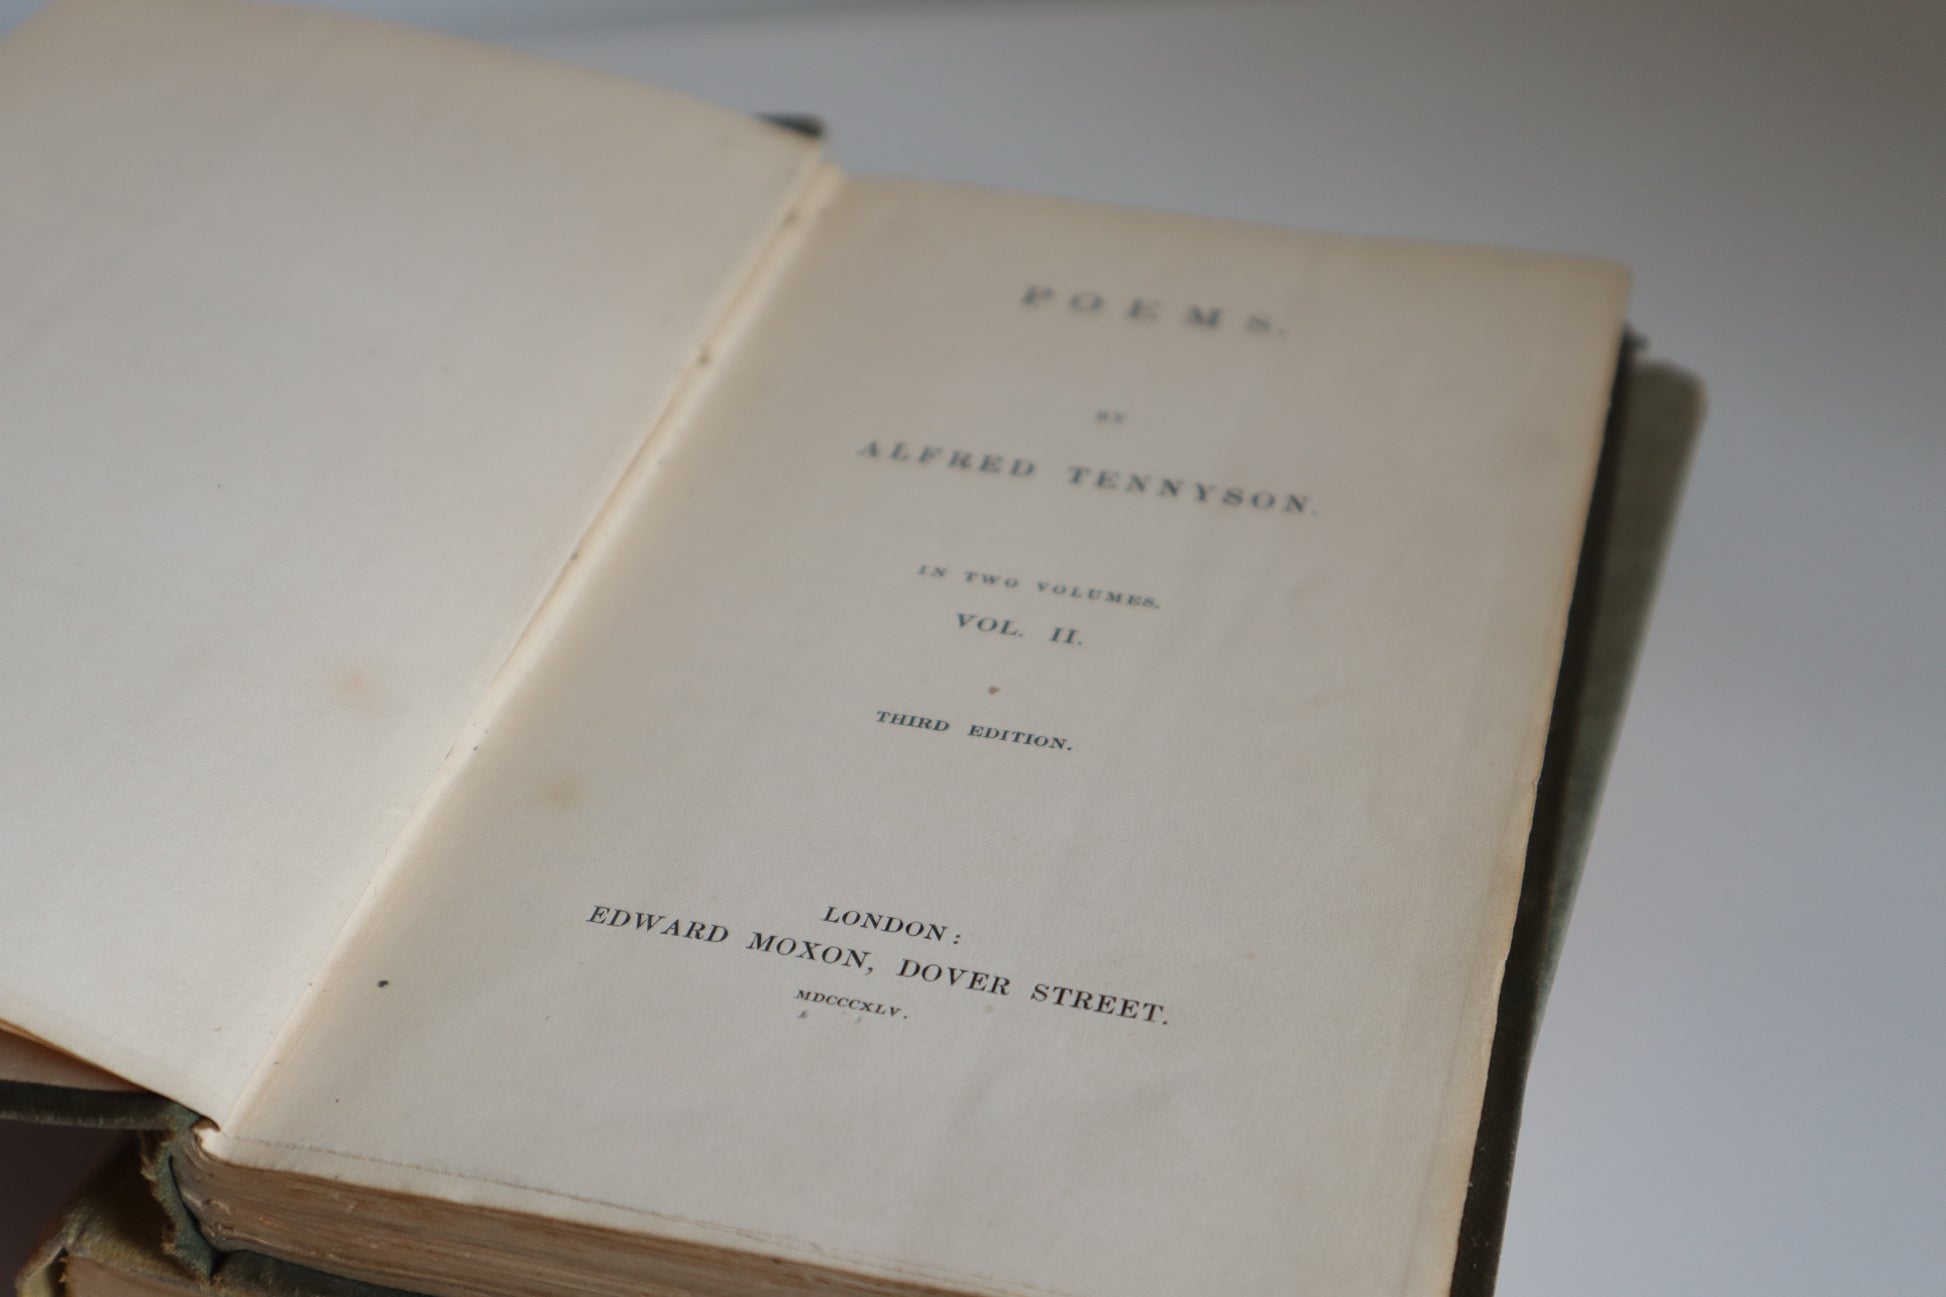 POEMS.
BY
ALFRED TENNYSON.
IN TWO VOLUMES.
VOL. II.
THIRD EDITION.
LONDON:
EDWARD MOXON, DOVER STREET.
MDCCCXLV.